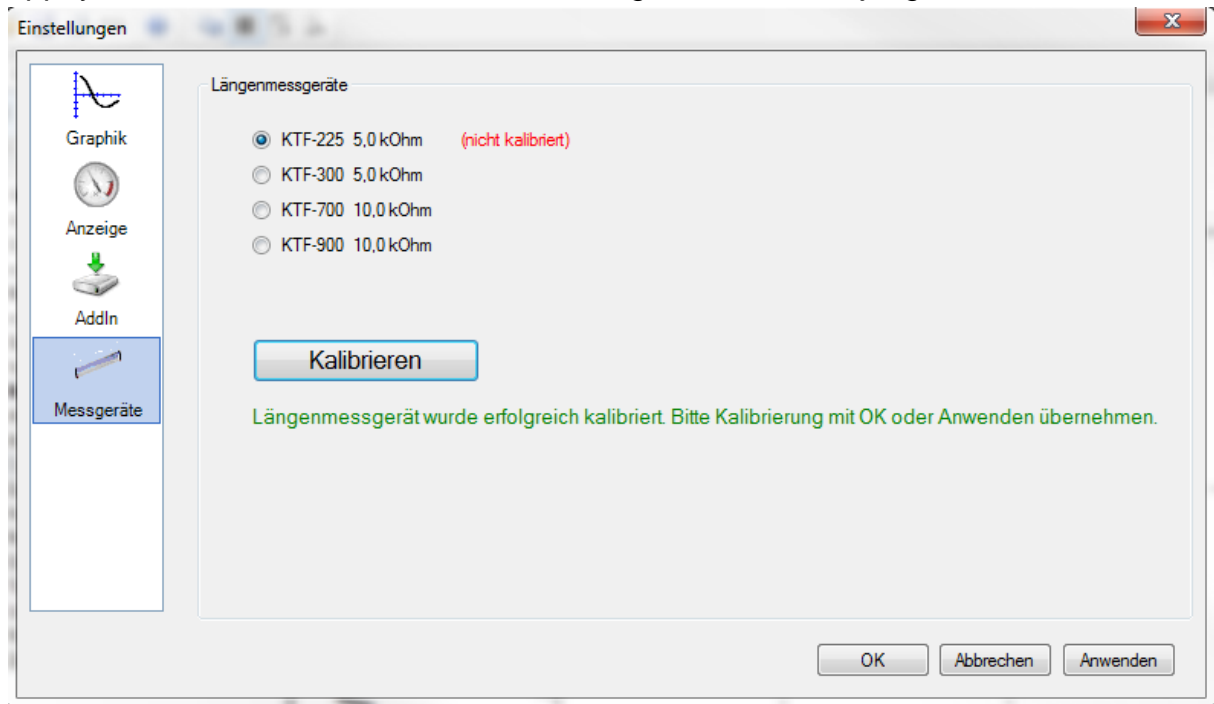 Einstellungen
Längenmessgeräte
Graphik
Anzeige
AddIn
Messgeräte
KTF-225 5,0 kOhm (nicht kalibriert)
KTF-300 5,0 kOhm
KTF-700 10,0 kOhm
KTF-900 10,0 kOhm
Kalibrieren
Längenmessgerät wurde erfolgreich kalibriert. Bitte Kalibrierung mit OK oder Anwenden übernehmen.
OK Abbrechen Anwenden